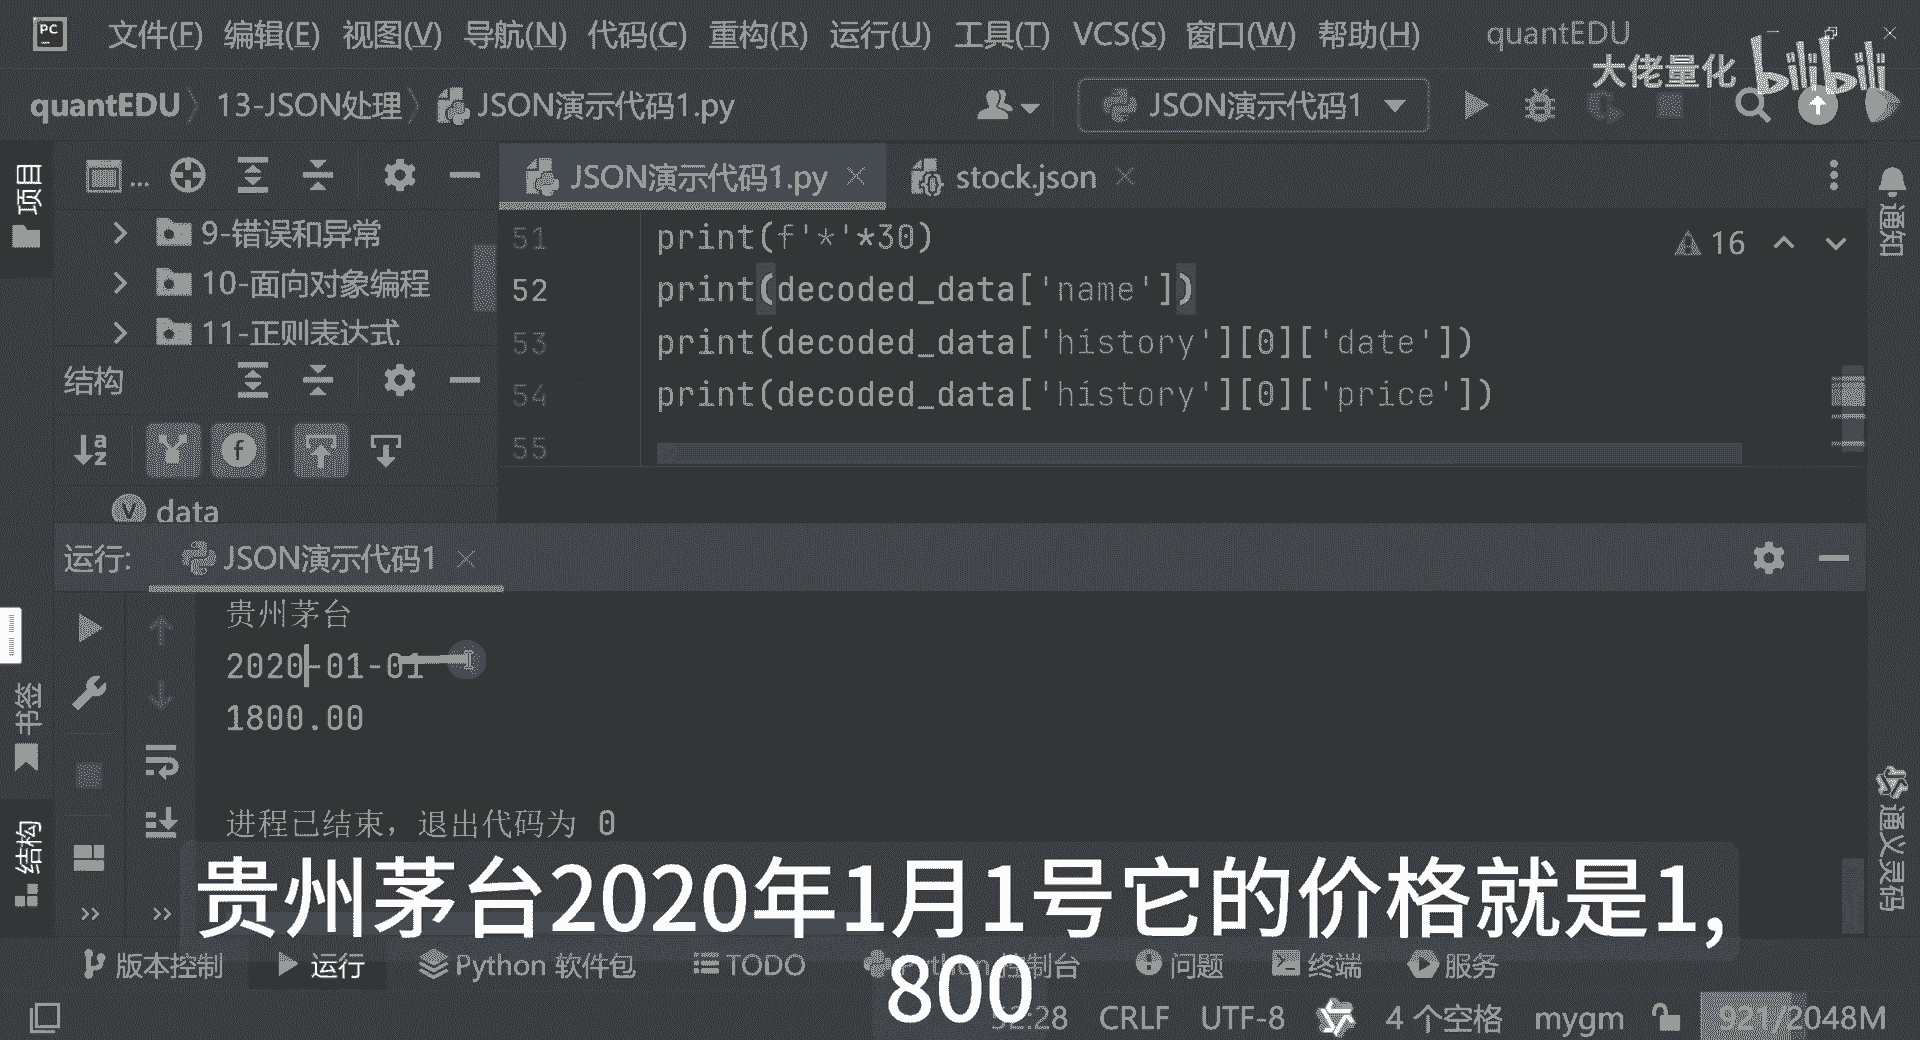 PC 文件(F) 编辑(E) 视图(V) 导航(N) 代码(C) 重构(R) 运行(U) 工具(T) VCS(S) 窗口(W) 帮助(H) quantEDU
大佬量化 bilibili
quantEDU 13-JSON处理 JSON演示代码1.py JSON演示代码1
项目
JSON演示代码1.py stock.json
通知
9-错误和异常
10-面向对象编程
11-正则表达式
结构
data
51 print(f'*'*30)
16
52 print(decoded_data['name'])
53 print(decoded_data['history'][0]['date'])
54 print(decoded_data['history'][0]['price'])
55
运行: JSON演示代码1
贵州茅台
2020-01-01
1800.00
进程已结束，退出代码为 0
书签
结构
通义灵码
贵州茅台2020年1月1号它的价格就是1,
800
版本控制 运行 Python 软件包 TODO Python 控制台 问题 终端 服务
52:28 CRLF UTF-8 4 个空格 mygm 921/2048M